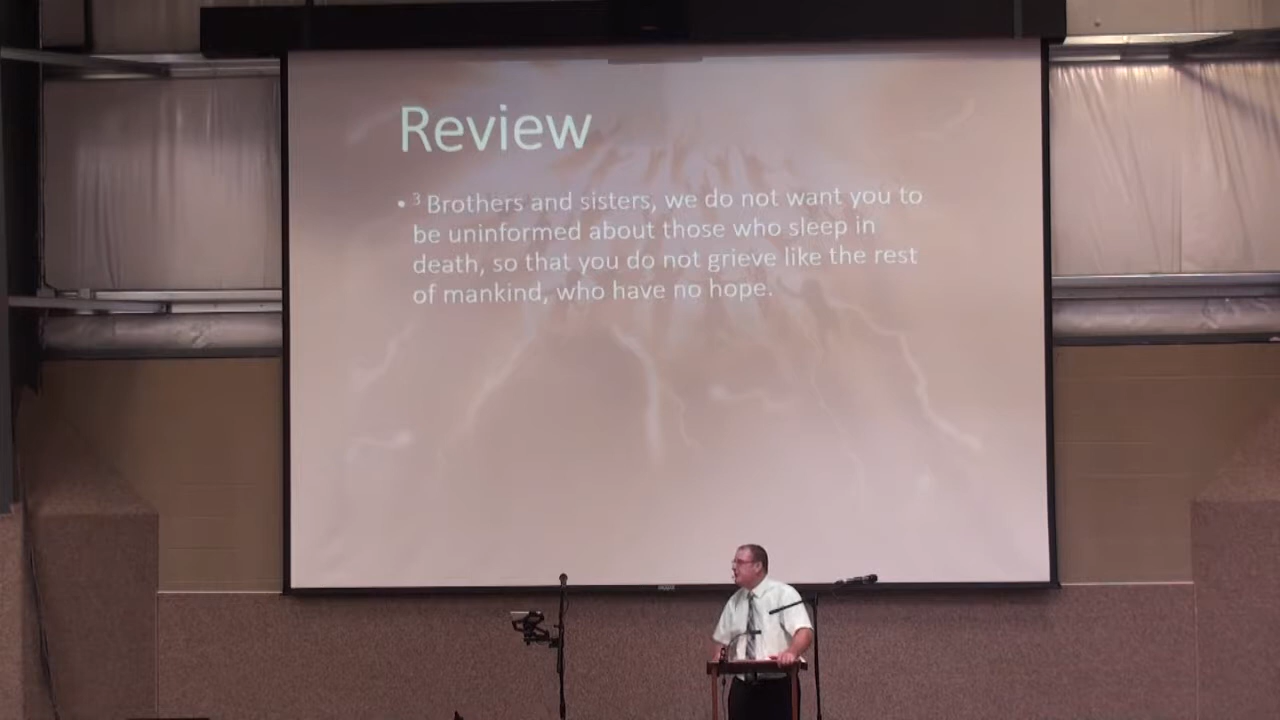 Review
• ³ Brothers and sisters, we do not want you to
be uninformed about those who sleep in
death, so that you do not grieve like the rest
of mankind, who have no hope.